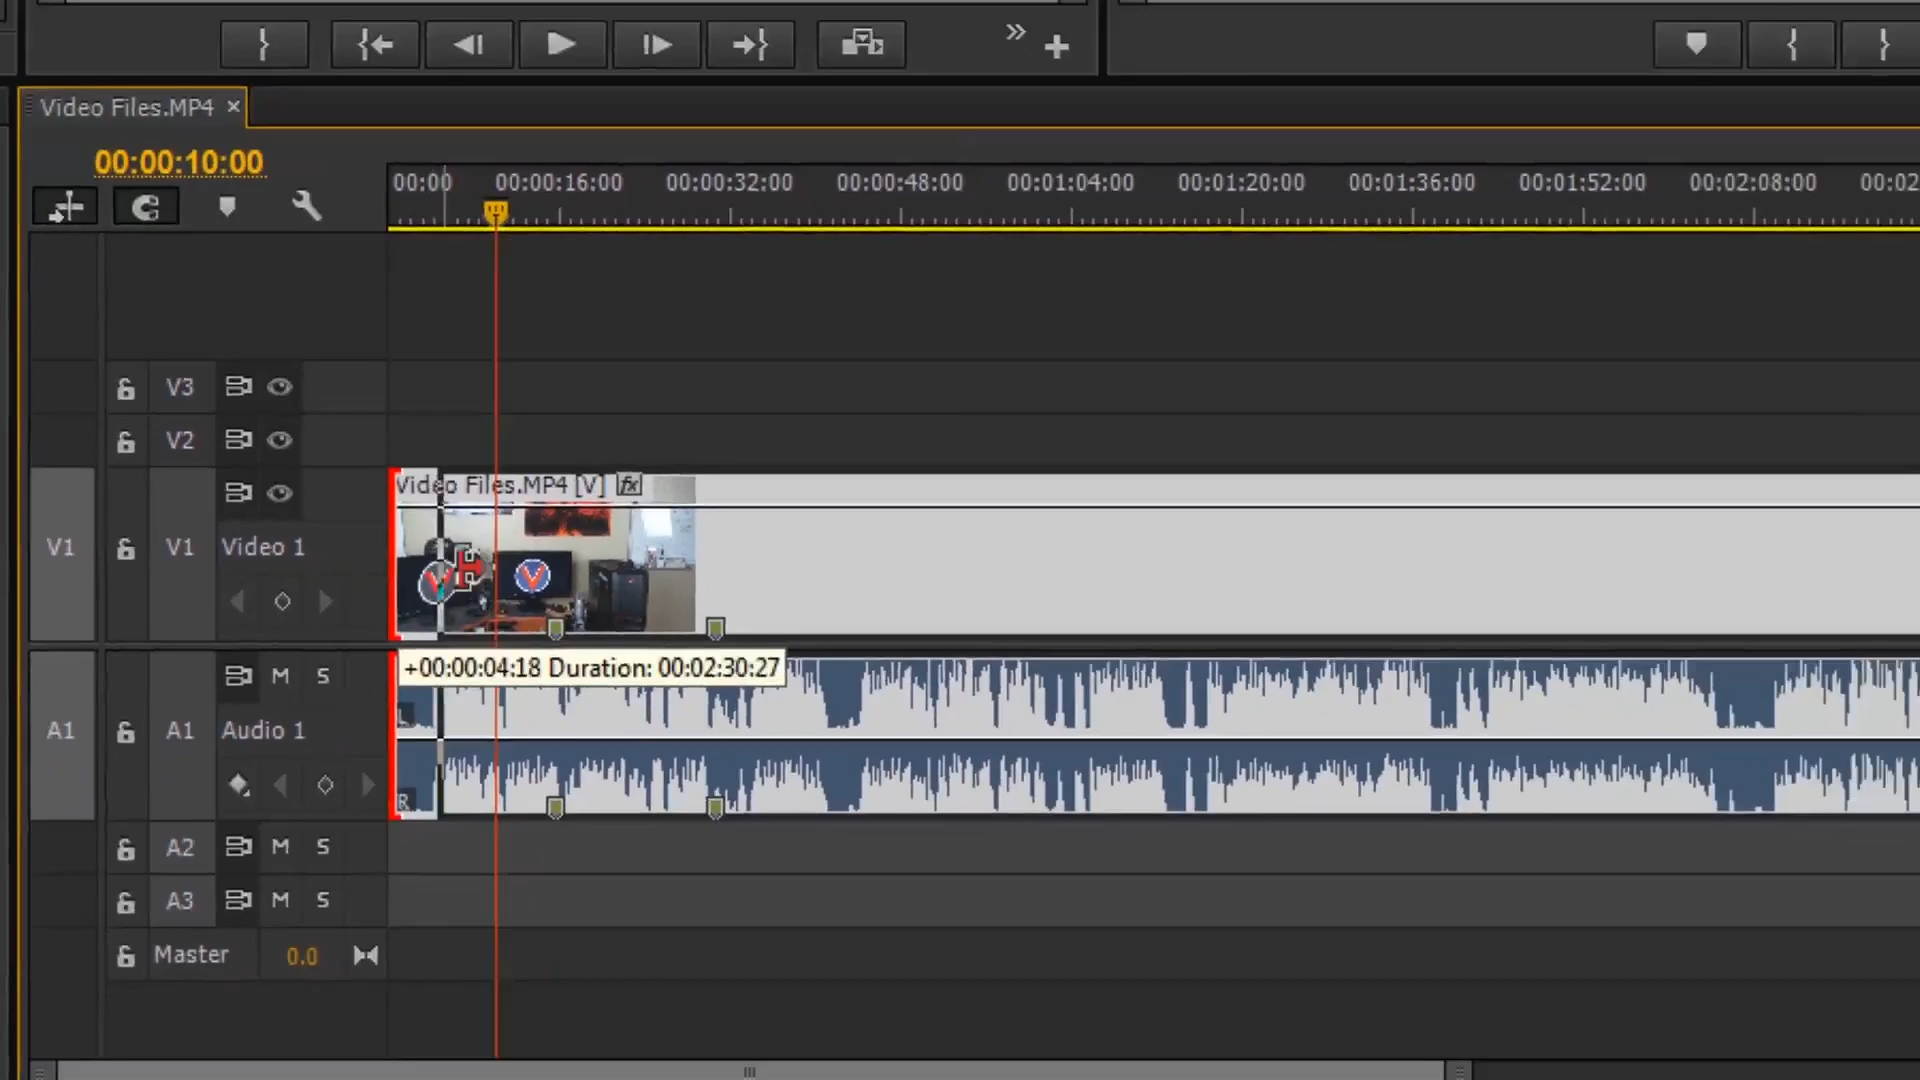 Video Files.MP4 ×
00:00:10:00
00:00 00:00:16:00 00:00:32:00 00:00:48:00 00:01:04:00 00:01:20:00 00:01:36:00 00:01:52:00 00:02:08:00 00:02
V3
V2
Video Files.MP4 [V] fx
V1 V1 Video 1
+00:00:04:18 Duration: 00:02:30:27
M S
L
A1 A1 Audio 1
R
A2 M S
A3 M S
Master 0.0